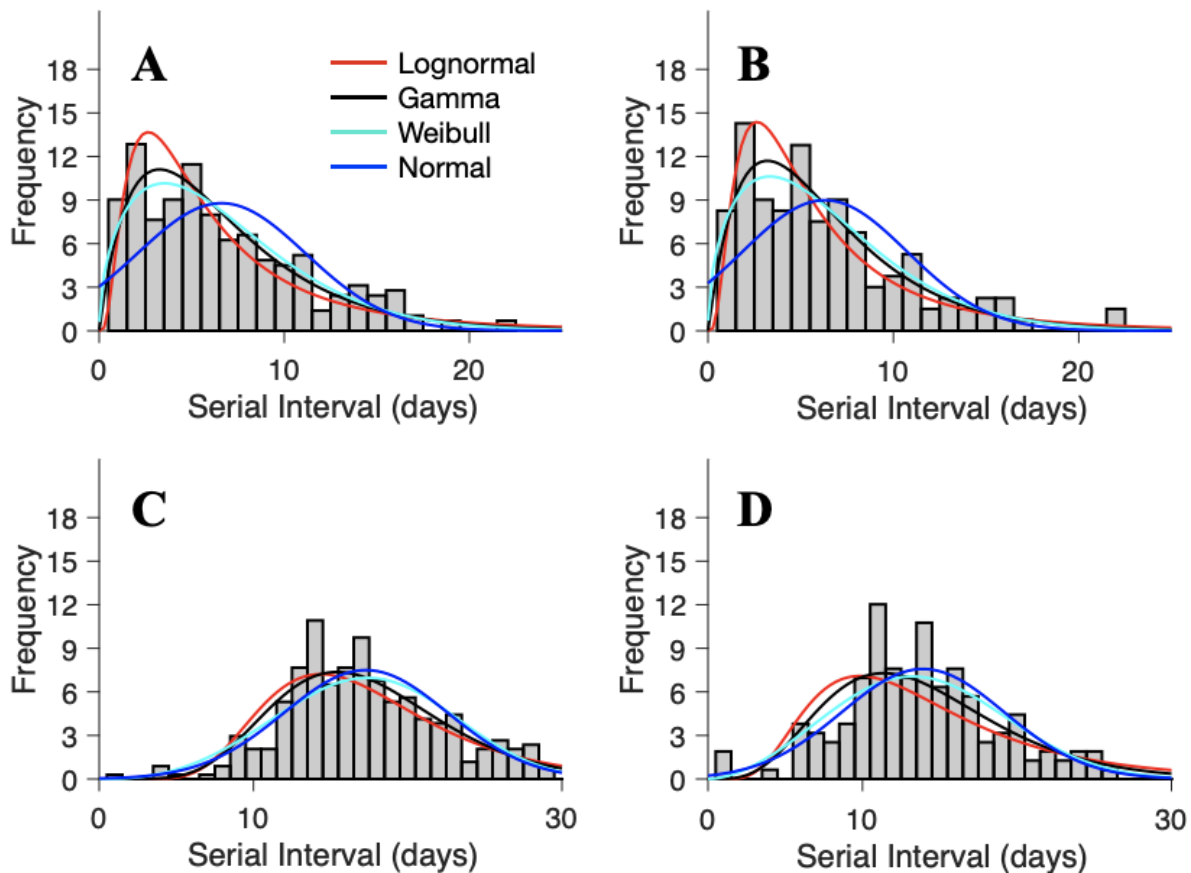 A
Lognormal
Gamma
Weibull
Normal
Frequency
18
15
12
9
6
3
0
0 10 20
Serial Interval (days)
B
Frequency
18
15
12
9
6
3
0
0 10 20
Serial Interval (days)
C
Frequency
18
15
12
9
6
3
0
0 10 30
Serial Interval (days)
D
Frequency
18
15
12
9
6
3
0
0 10 30
Serial Interval (days)